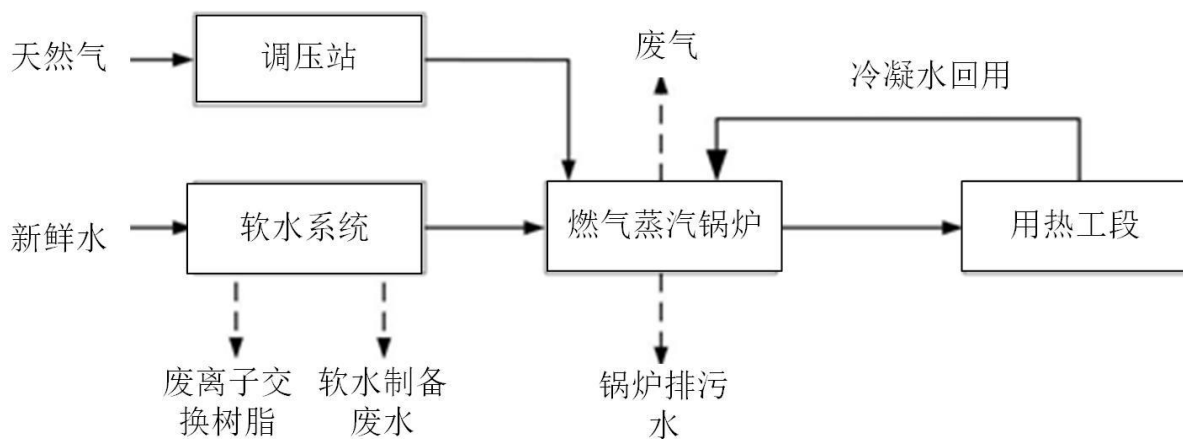 天然气
调压站
废气
冷凝水回用
新鲜水
软水系统
燃气蒸汽锅炉
用热工段
废离子交
换树脂
软水制备
废水
锅炉排污
水